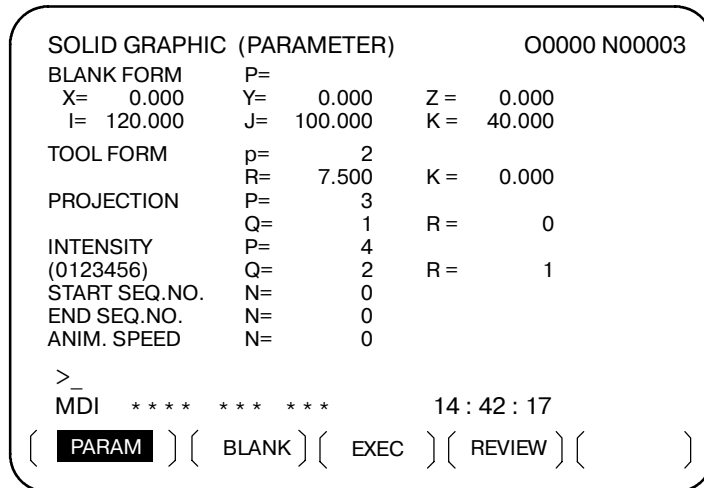 SOLID GRAPHIC (PARAMETER) O0000 N00003
BLANK FORM P=
X= 0.000 Y= 0.000 Z = 0.000
I= 120.000 J= 100.000 K = 40.000
TOOL FORM p= 2
R= 7.500 K = 0.000
PROJECTION P= 3
Q= 1 R = 0
INTENSITY P= 4
(0123456) Q= 2 R = 1
START SEQ.NO. N= 0
END SEQ.NO. N= 0
ANIM. SPEED N= 0
>_
MDI **** *** *** 14 : 42 : 17
( PARAM ) ( BLANK ) ( EXEC ) ( REVIEW ) ( )